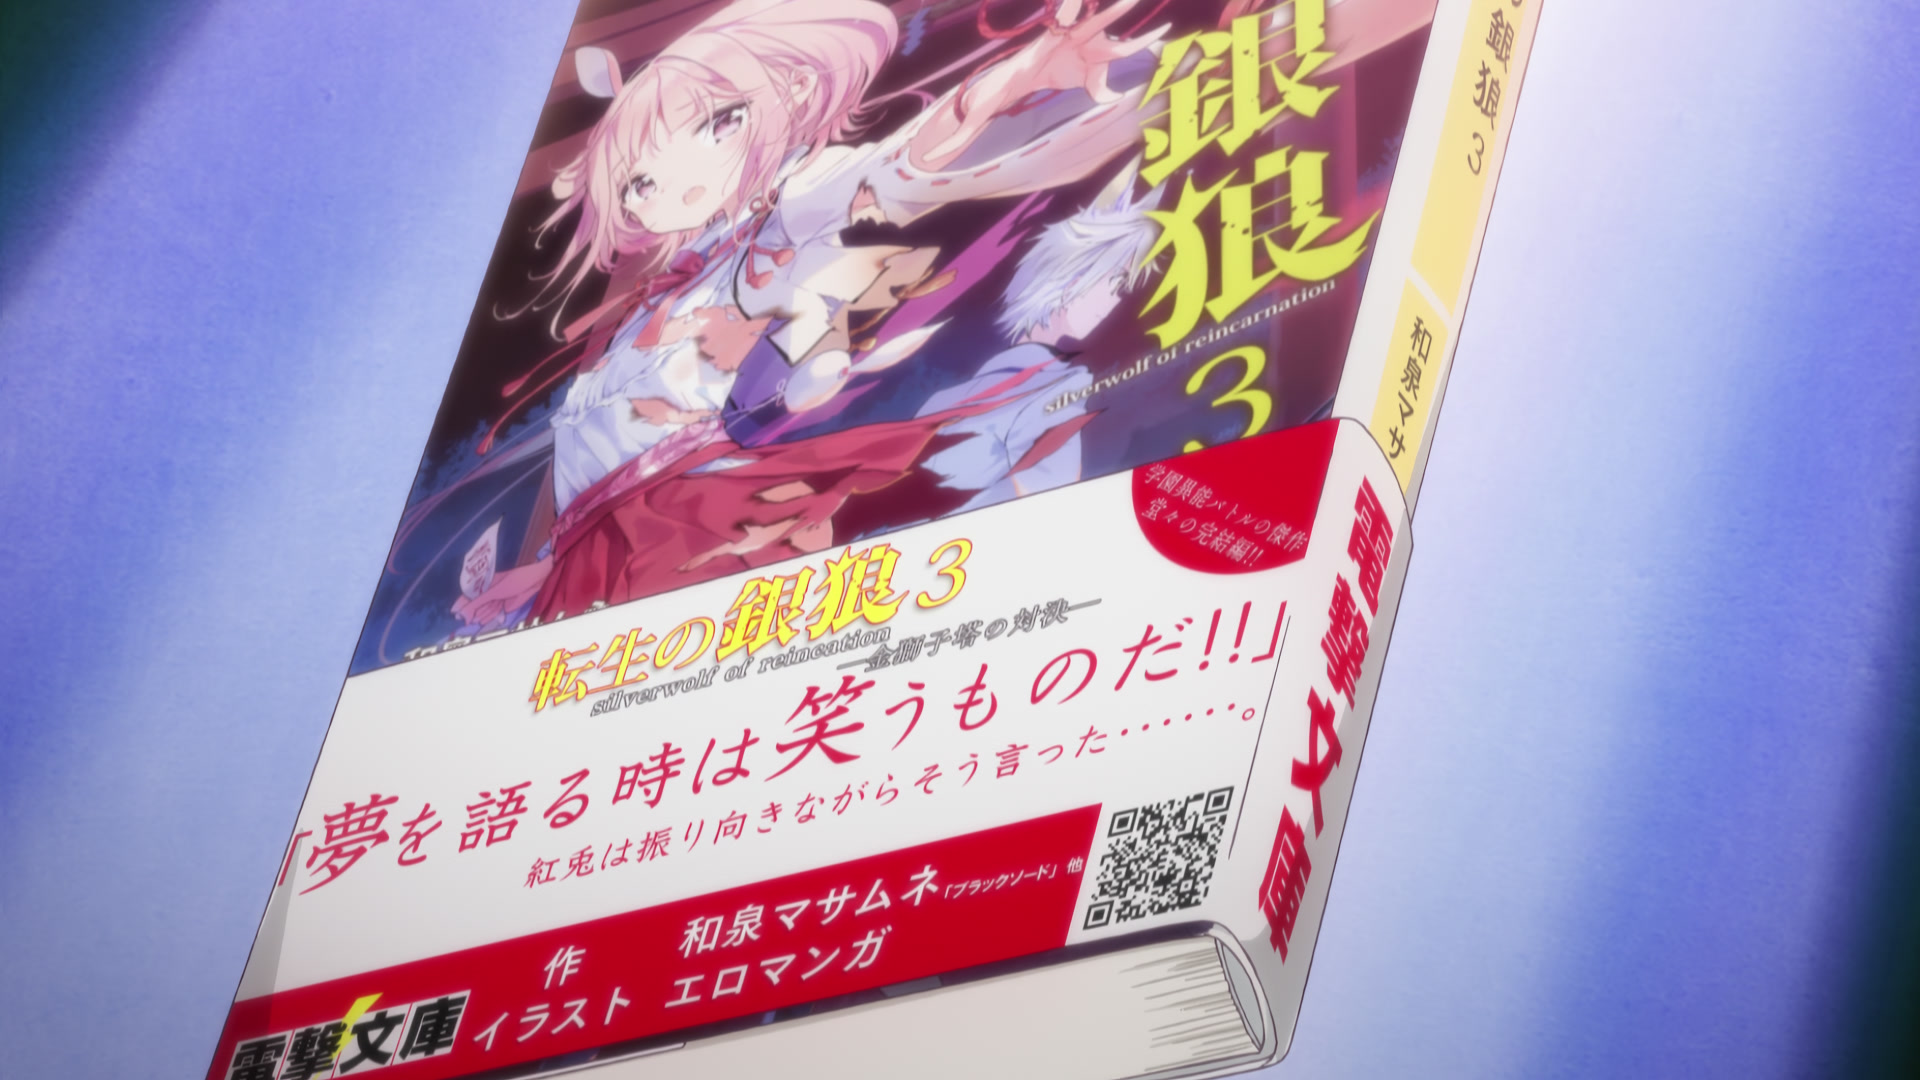 銀狼
silverwolf of reincarnation
3
銀狼 3
和泉マサ
学園異能バトルの傑作
堂々の完結編!!
転生の銀狼3
silverwolf of reincation
―金獅子塔の対決―
「夢を語る時は笑うものだ!!」
紅兎は振り向きながらそう言った……。
作 和泉マサムネ「ブラックソード」他
イラスト エロマンガ
電撃文庫
電撃文庫